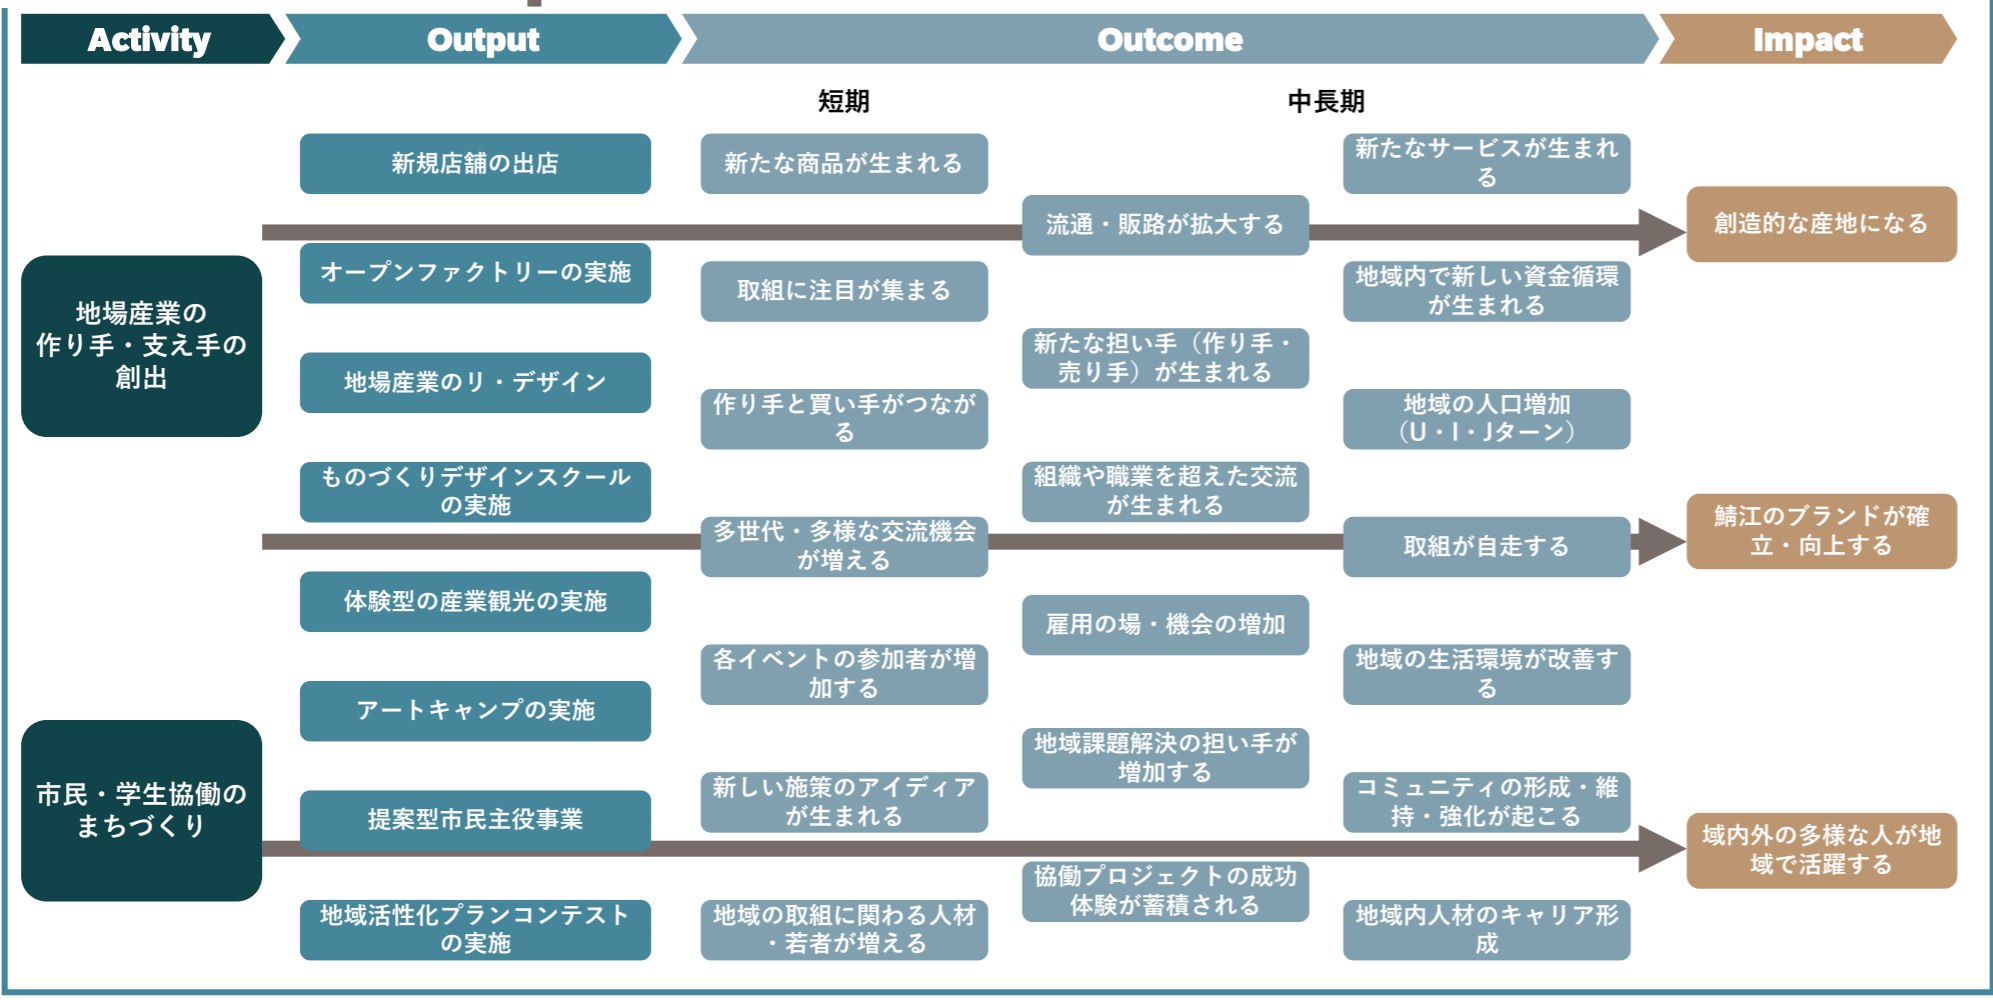 Activity
Output
Outcome
Impact
短期
中長期
地場産業の
作り手・支え手の
創出
市民・学生協働の
まちづくり
新規店舗の出店
オープンファクトリーの実施
地場産業のリ・デザイン
ものづくりデザインスクール
の実施
体験型の産業観光の実施
アートキャンプの実施
提案型市民主役事業
地域活性化プランコンテスト
の実施
新たな商品が生まれる
取組に注目が集まる
作り手と買い手がつなが
る
多世代・多様な交流機会
が増える
各イベントの参加者が増
加する
新しい施策のアイディア
が生まれる
地域の取組に関わる人材
・若者が増える
流通・販路が拡大する
新たな担い手（作り手・
売り手）が生まれる
組織や職業を超えた交流
が生まれる
雇用の場・機会の増加
地域課題解決の担い手が
増加する
協働プロジェクトの成功
体験が蓄積される
新たなサービスが生まれ
る
地域内で新しい資金循環
が生まれる
地域の人口増加
（U・I・Jターン）
取組が自走する
地域の生活環境が改善す
る
コミュニティの形成・維
持・強化が起こる
地域内人材のキャリア形
成
創造的な産地になる
鯖江のブランドが確
立・向上する
域内外の多様な人が地
域で活躍する